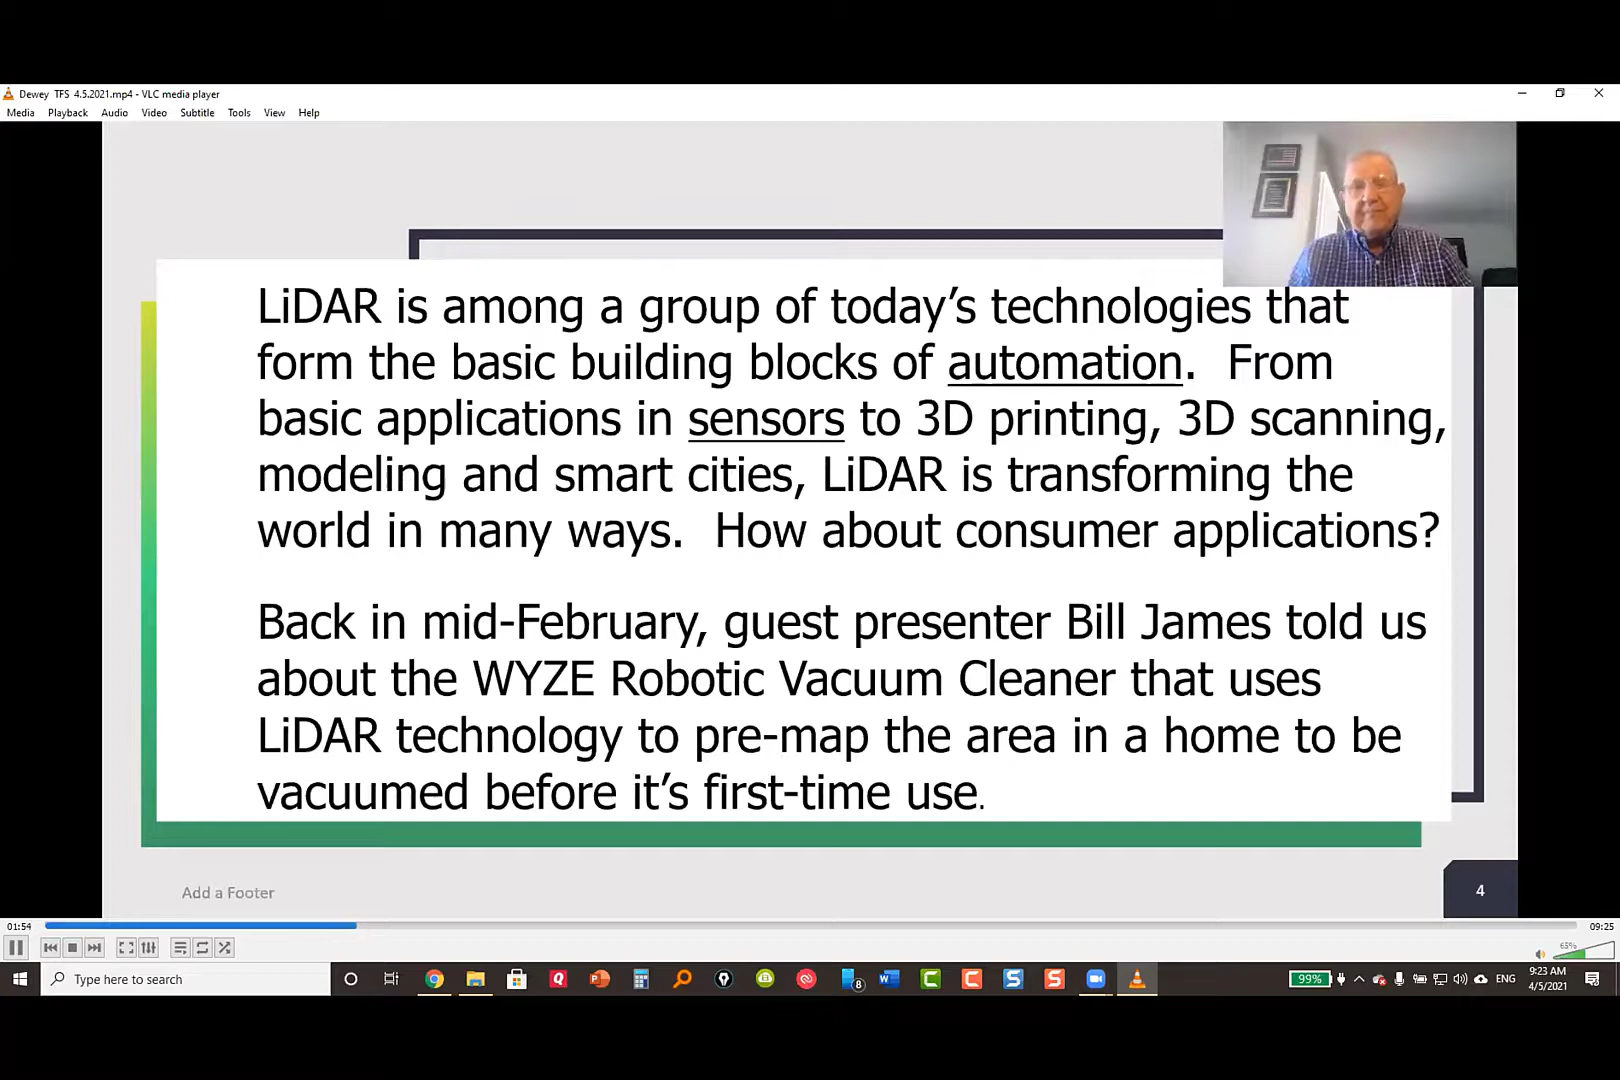 Dewey TFS 4.5.2021.mp4 - VLC media player
Media Playback Audio Video Subtitle Tools View Help
LiDAR is among a group of today’s technologies that
form the basic building blocks of automation. From
basic applications in sensors to 3D printing, 3D scanning,
modeling and smart cities, LiDAR is transforming the
world in many ways. How about consumer applications?
Back in mid-February, guest presenter Bill James told us
about the WYZE Robotic Vacuum Cleaner that uses
LiDAR technology to pre-map the area in a home to be
vacuumed before it’s first-time use.
Add a Footer
4
01:54
09:25
65%
Type here to search
8
99%
ENG
9:23 AM
4/5/2021